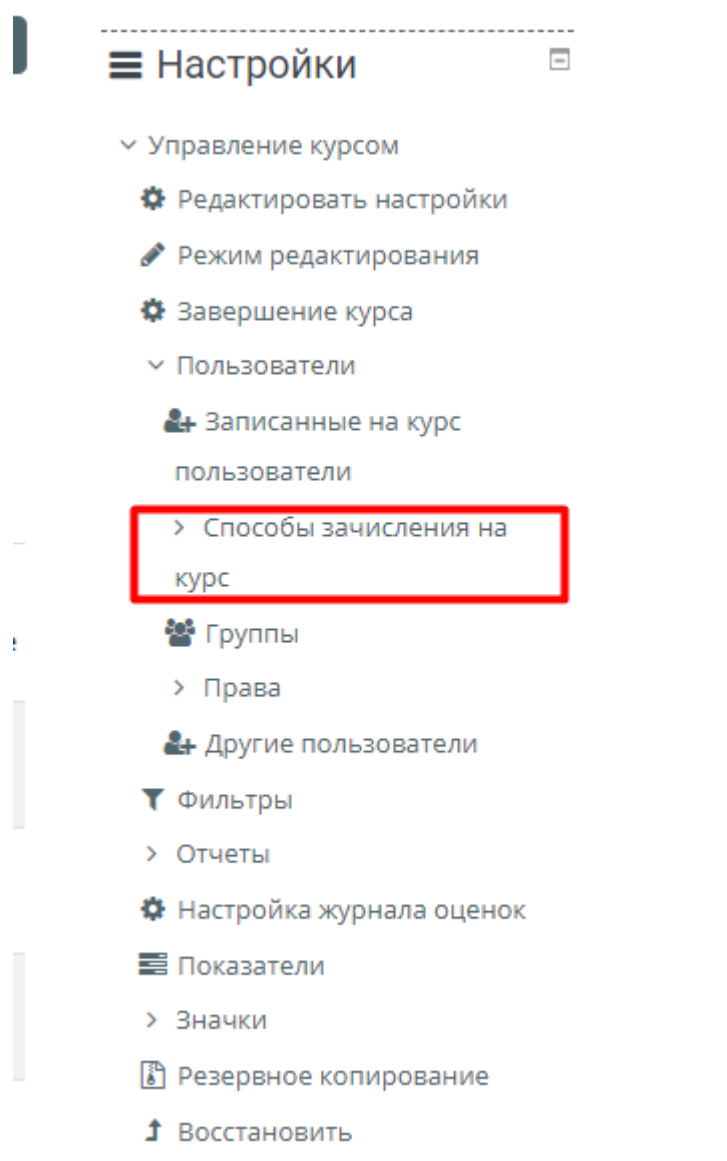 Настройки
Управление курсом
Редактировать настройки
Режим редактирования
Завершение курса
Пользователи
Записанные на курс
пользователи
Способы зачисления на
курс
Группы
Права
Другие пользователи
Фильтры
Отчеты
Настройка журнала оценок
Показатели
Значки
Резервное копирование
Восстановить